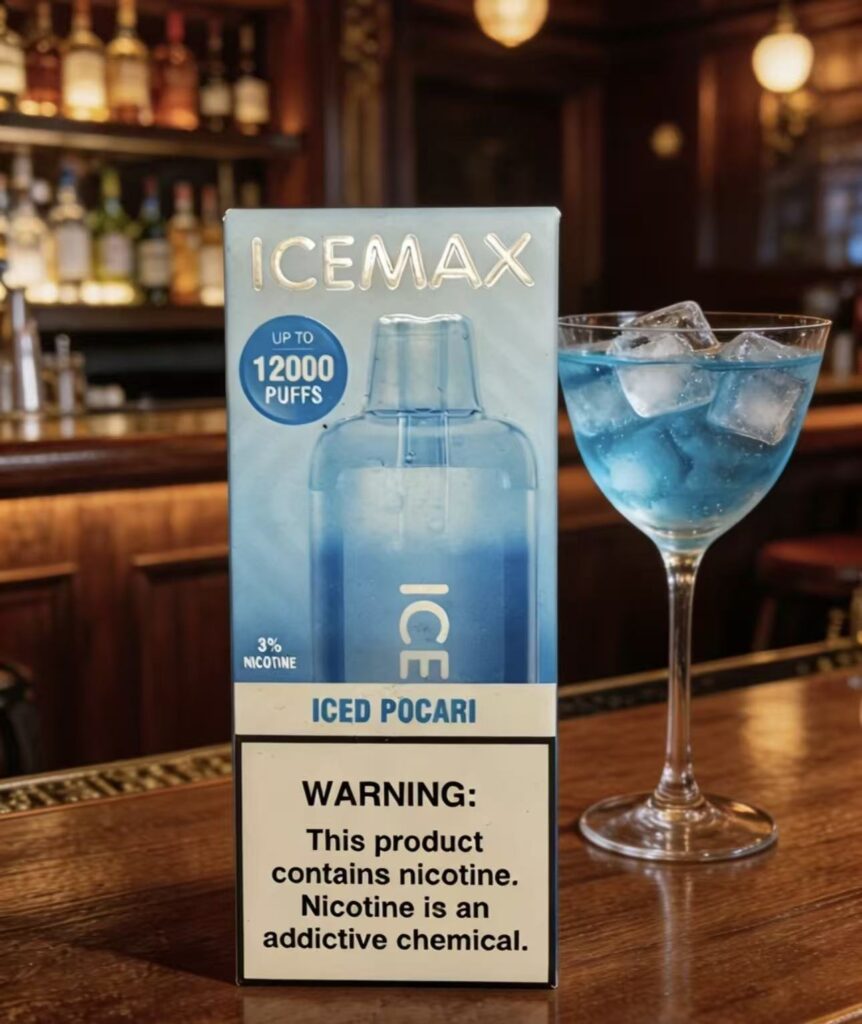 ICEMAX
UP TO
12000
PUFFS
ICE
3%
NICOTINE
ICED POCARI
WARNING:
This product
contains nicotine.
Nicotine is an
addictive chemical.